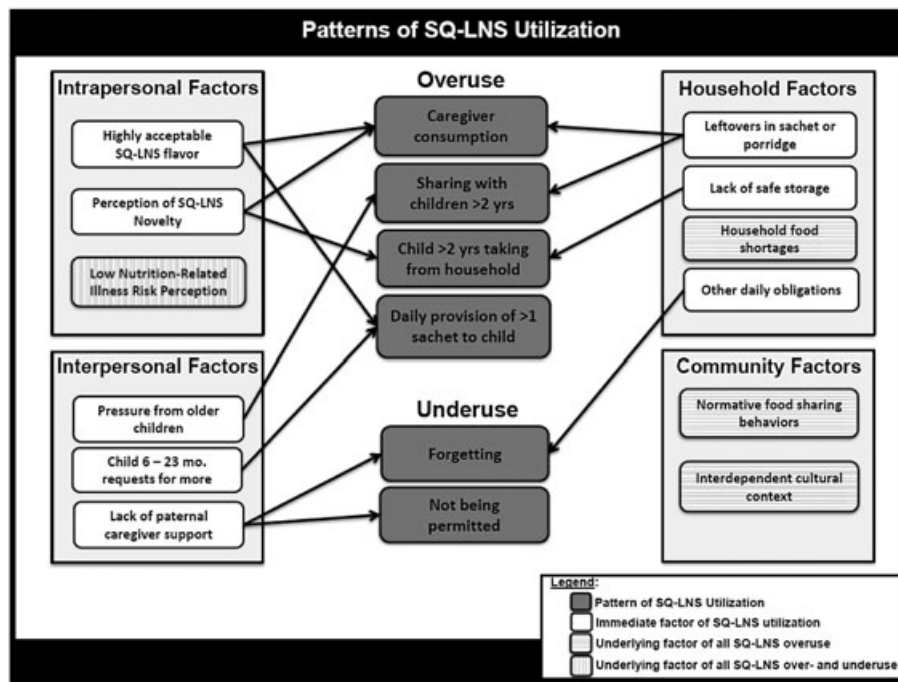 Patterns of SQ-LNS Utilization
Intrapersonal Factors
Highly acceptable
SQ-LNS flavor
Perception of SQ-LNS
Novelty
Low Nutrition-Related
Illness Risk Perception
Interpersonal Factors
Pressure from older
children
Child 6 – 23 mo.
requests for more
Lack of paternal
caregiver support
Overuse
Caregiver
consumption
Sharing with
children >2 yrs
Child >2 yrs taking
from household
Daily provision of >1
sachet to child
Underuse
Forgetting
Not being
permitted
Household Factors
Leftovers in sachet or
porridge
Lack of safe storage
Household food
shortages
Other daily obligations
Community Factors
Normative food sharing
behaviors
Interdependent cultural
context
Legend:
Pattern of SQ-LNS Utilization
Immediate factor of SQ-LNS utilization
Underlying factor of all SQ-LNS overuse
Underlying factor of all SQ-LNS over- and underuse